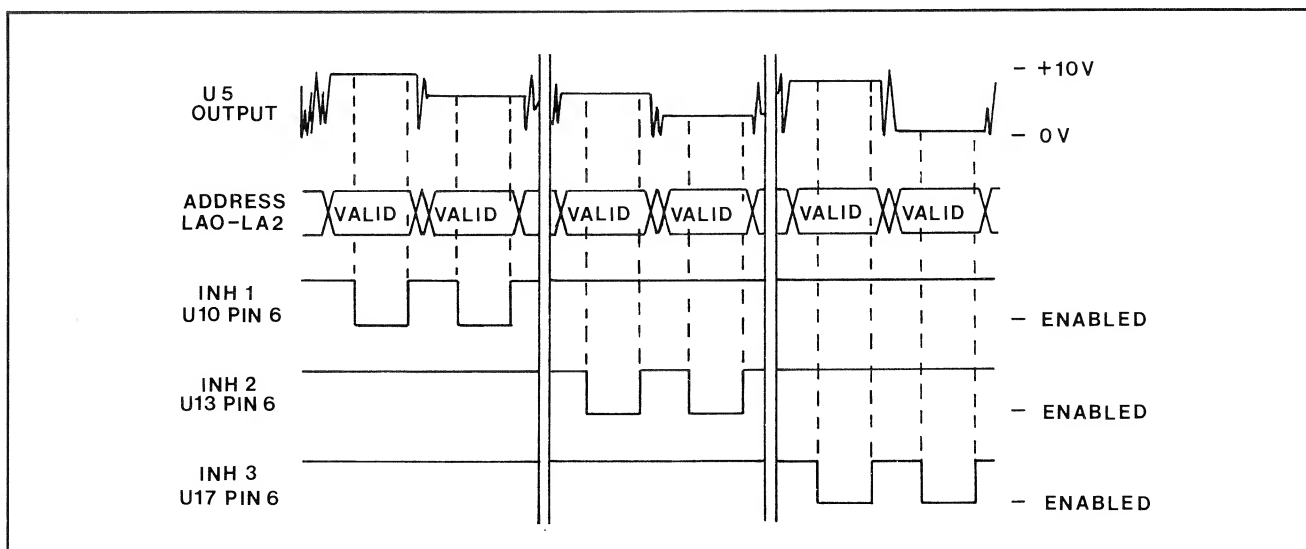 U5
OUTPUT
- +10V
- 0V
ADDRESS
LA0-LA2
VALID VALID VALID VALID VALID VALID
INH 1
U10 PIN 6
- ENABLED
INH 2
U13 PIN 6
- ENABLED
INH 3
U17 PIN 6
- ENABLED